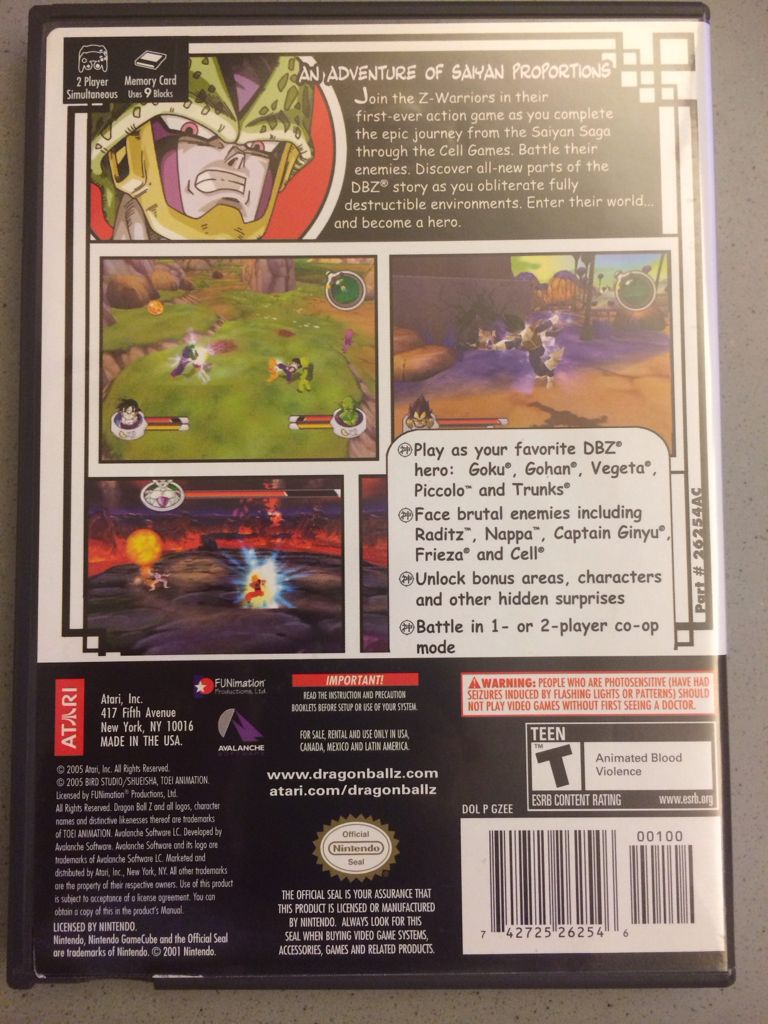 2 Player
Simultaneous
Memory Card
Uses 9 Blocks
AN ADVENTURE OF SAIYAN PROPORTIONS
Join the Z-Warriors in their
first-ever action game as you complete
the epic journey from the Saiyan Saga
through the Cell Games. Battle their
enemies. Discover all-new parts of the
DBZ® story as you obliterate fully
destructible environments. Enter their world...
and become a hero.
Play as your favorite DBZ®
hero: Goku®, Gohan®, Vegeta®,
Piccolo™ and Trunks®
Face brutal enemies including
Raditz™, Nappa™, Captain Ginyu®,
Frieza® and Cell®
Unlock bonus areas, characters
and other hidden surprises
Battle in 1- or 2-player co-op
mode
Part # 26254AC
ATARI
Atari, Inc.
417 Fifth Avenue
New York, NY 10016
MADE IN THE USA.
FUNimation
Productions, Ltd.
AVALANCHE
IMPORTANT!
READ THE INSTRUCTION AND PRECAUTION
BOOKLETS BEFORE SETUP OR USE OF YOUR SYSTEM.
FOR SALE, RENTAL AND USE ONLY IN USA,
CANADA, MEXICO AND LATIN AMERICA.
www.dragonballz.com
atari.com/dragonballz
WARNING: PEOPLE WHO ARE PHOTOSENSITIVE (HAVE HAD
SEIZURES INDUCED BY FLASHING LIGHTS OR PATTERNS) SHOULD
NOT PLAY VIDEO GAMES WITHOUT FIRST SEEING A DOCTOR.
TEEN
T™
Animated Blood
Violence
ESRB CONTENT RATING www.esrb.org
DOL P GZEE
© 2005 Atari, Inc. All Rights Reserved.
© 2005 BIRD STUDIO/SHUEISHA, TOEI ANIMATION.
Licensed by FUNimation® Productions, Ltd.
All Rights Reserved. Dragon Ball Z and all logos, character
names and distinctive likenesses thereof are trademarks
of TOEI ANIMATION. Avalanche Software LC. Developed by
Avalanche Software. Avalanche Software and its logo are
trademarks of Avalanche Software LC. Marketed and
distributed by Atari, Inc., New York, NY. All other trademarks
are the property of their respective owners. Use of this product
is subject to acceptance of a license agreement. You can
obtain a copy of this in the product's Manual.
LICENSED BY NINTENDO.
Nintendo, Nintendo GameCube and the Official Seal
are trademarks of Nintendo. © 2001 Nintendo.
Official
Nintendo
Seal
THE OFFICIAL SEAL IS YOUR ASSURANCE THAT
THIS PRODUCT IS LICENSED OR MANUFACTURED
BY NINTENDO. ALWAYS LOOK FOR THIS
SEAL WHEN BUYING VIDEO GAME SYSTEMS,
ACCESSORIES, GAMES AND RELATED PRODUCTS.
00100
7 42725 26254 6